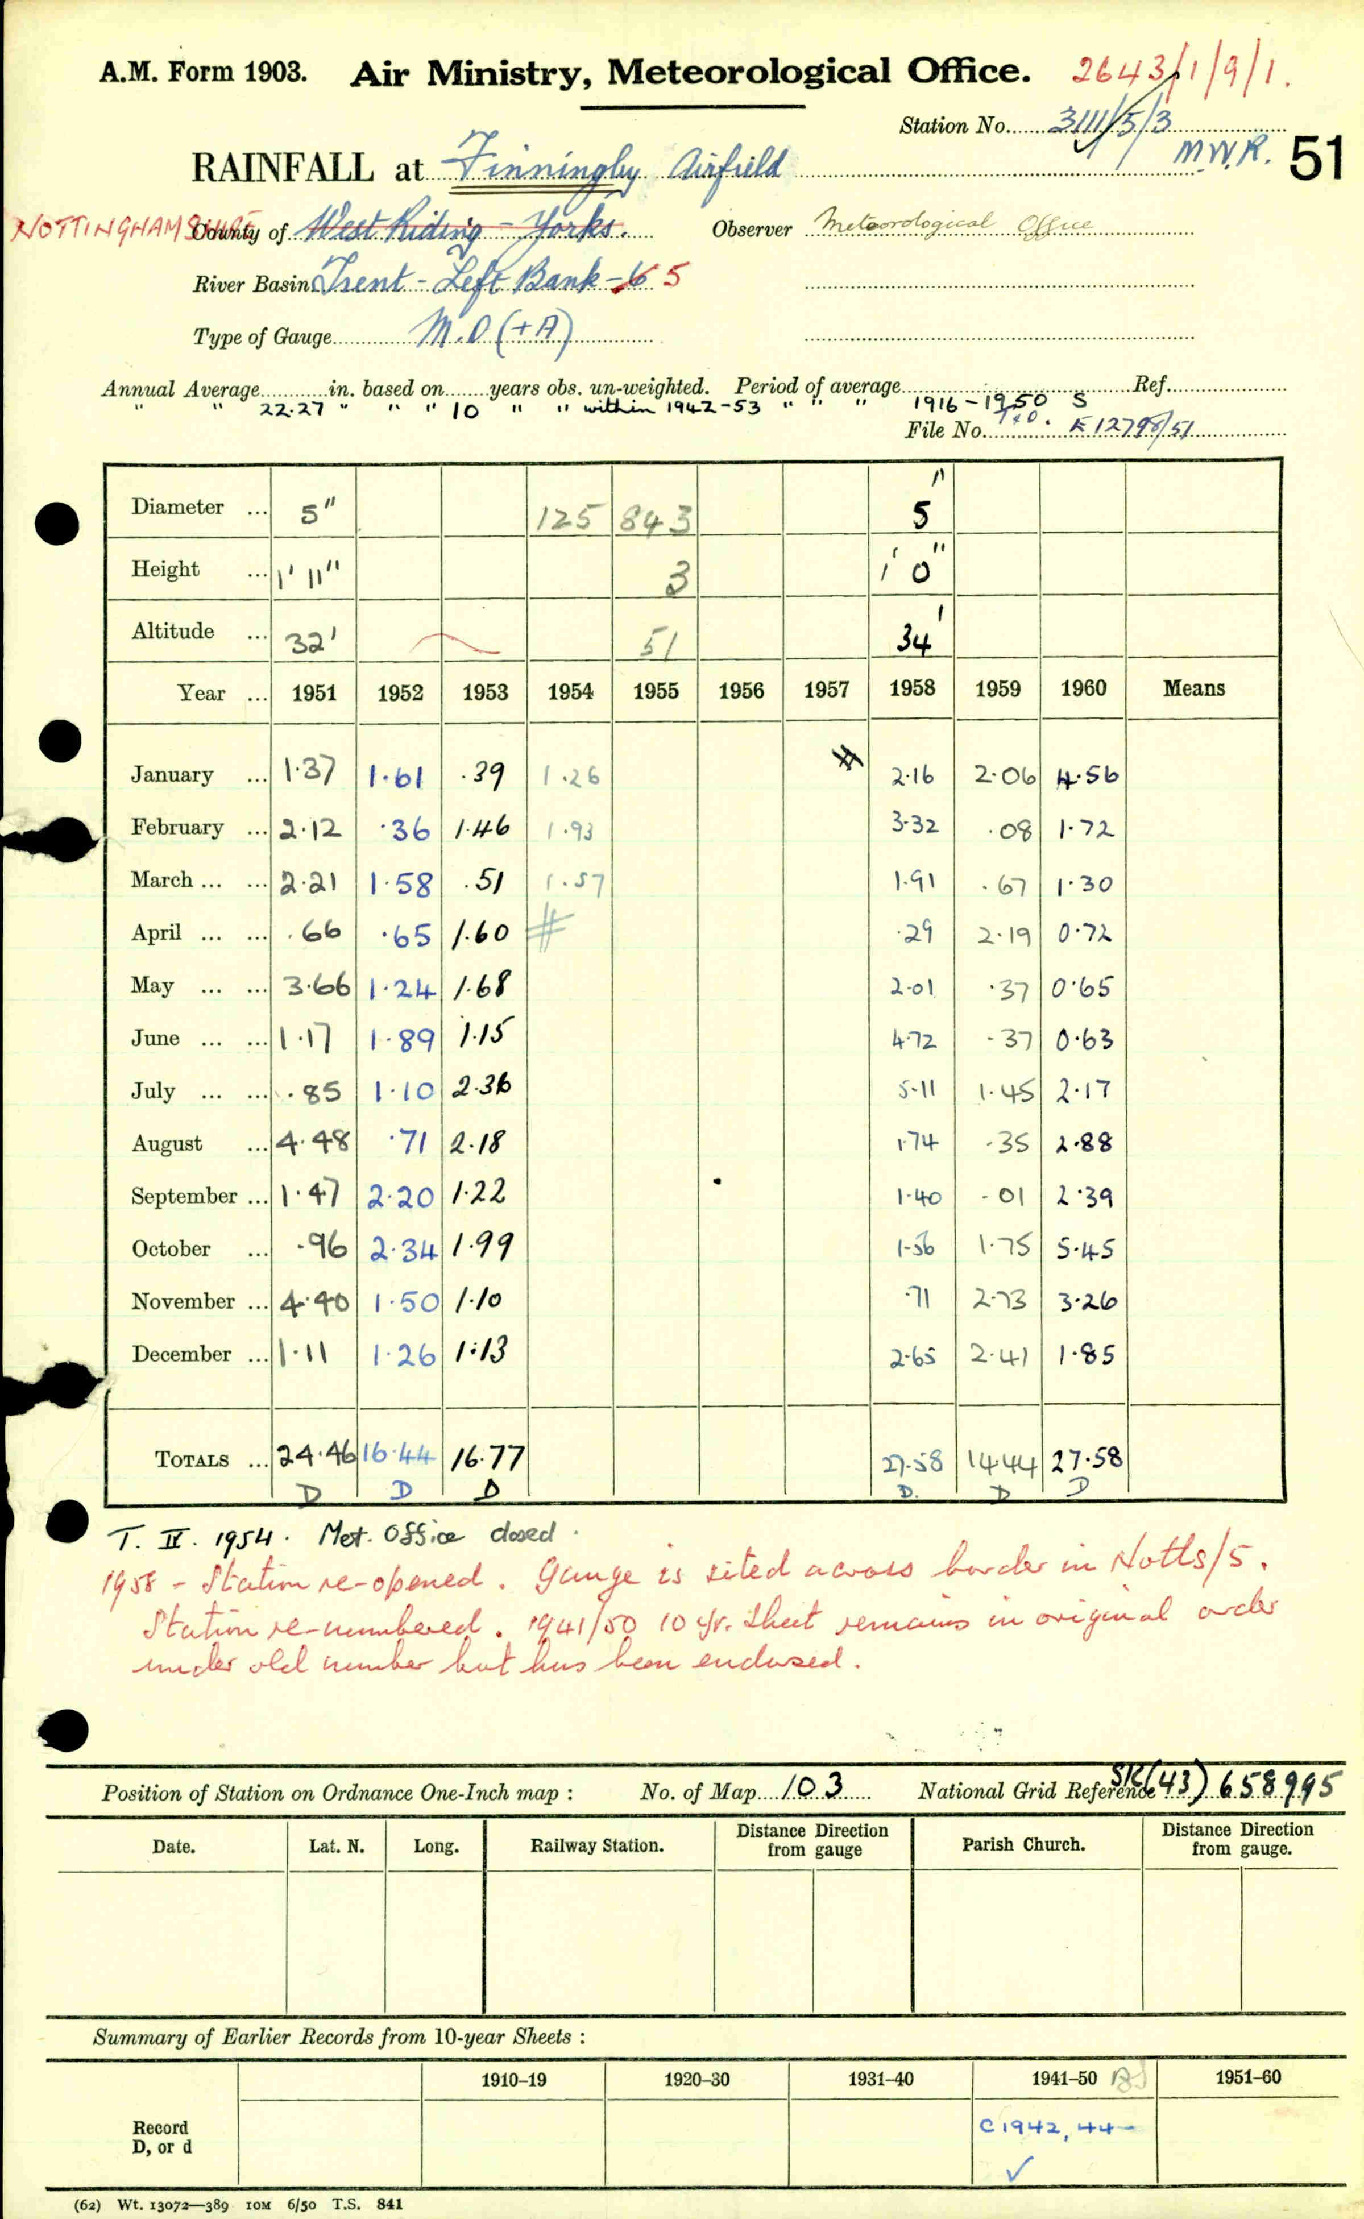 A.M. Form 1903. Air Ministry, Meteorological Office. 2643/1/9/1.
Station No. 3111/5/3
M.W.R. 51
RAINFALL at Finningley Airfield
NOTTINGHAMSHIRE County of West Riding - Yorks. Observer Meteorological Office
River Basin Trent - Left Bank - 6 5
Type of Gauge M.O (+A)
Annual Average in. based on years obs. un-weighted. Period of average Ref.
" " 22.27 " " " 10 " " within 1942-53 " " " 1916-1950 S
File No. E12798/51
Diameter ... 5" 125 843 5"
Height ... 1' 11" 3 1' 0"
Altitude ... 32' 51 34'
Year ... 1951 1952 1953 1954 1955 1956 1957 1958 1959 1960 Means
January ... 1.37 1.61 .39 1.26 # 2.16 2.06 4.56
February ... 2.12 .36 1.46 1.93 3.32 .08 1.72
March ... ... 2.21 1.58 .51 1.57 1.91 .67 1.30
April ... ... .66 .65 1.60 # .29 2.19 0.72
May ... ... 3.66 1.24 1.68 2.01 .37 0.65
June ... ... 1.17 1.89 1.15 4.72 .37 0.63
July ... ... .85 1.10 2.36 5.11 1.45 2.17
August ... 4.48 .71 2.18 1.74 .35 2.88
September ... 1.47 2.20 1.22 1.40 .01 2.39
October ... .96 2.34 1.99 1.56 1.75 5.45
November ... 4.40 1.50 1.10 .71 2.73 3.26
December ... 1.11 1.26 1.13 2.65 2.41 1.85
TOTALS ... 24.46 16.44 16.77 27.58 14.44 27.58
D D D D. D D
T. IV. 1954. Met. Office closed.
1958 - Station re-opened. Gauge is sited across border in Notts/5.
Station re-numbered. 1941/50 10 yr. sheet remains in original order
under old number but has been endorsed.
Position of Station on Ordnance One-Inch map : No. of Map 103 National Grid Reference SK(43) 658995
Date. Lat. N. Long. Railway Station. Distance Direction from gauge Parish Church. Distance Direction from gauge.
Summary of Earlier Records from 10-year Sheets :
1910–19 1920–30 1931–40 1941–50 1951–60
Record
D, or d
C 1942, 44-
(62) Wt. 13072—389 10M 6/50 T.S. 841